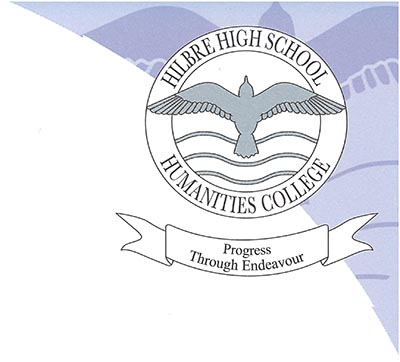 HILBRE HIGH SCHOOL
HUMANITIES COLLEGE
Progress
Through Endeavour